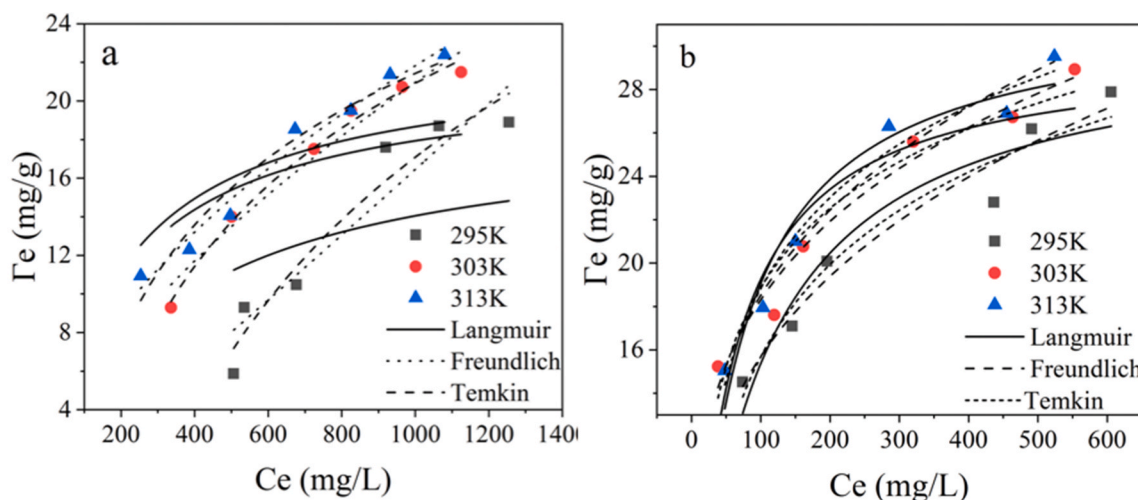 a
24
20
16
12
8
4
Γe (mg/g)
295K
303K
313K
Langmuir
Freundlich
Temkin
200 400 600 800 1000 1200 140
Ce (mg/L)
b
28
24
20
16
Γe (mg/g)
295K
303K
313K
Langmuir
Freundlich
Temkin
0 100 200 300 400 500 600
Ce (mg/L)